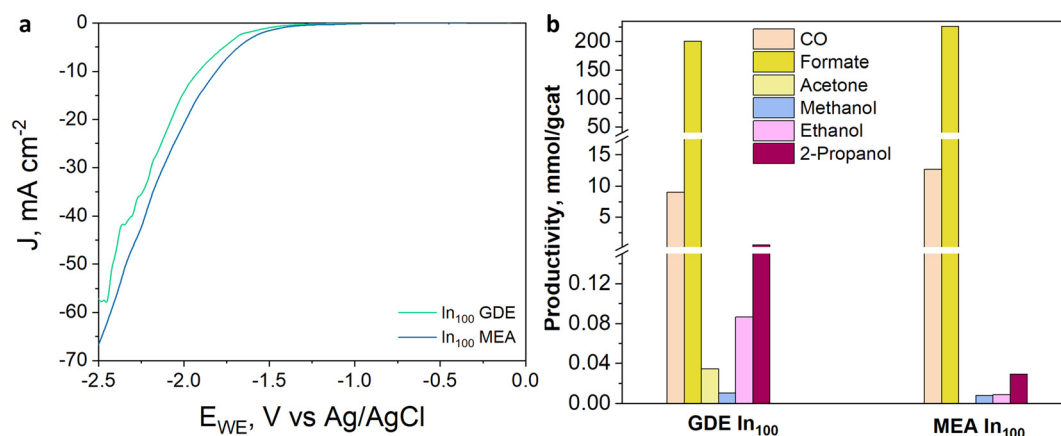 a
J, mA cm⁻²
0
-10
-20
-30
-40
-50
-60
-70
In₁₀₀ GDE
In₁₀₀ MEA
-2.5
-2.0
-1.5
-1.0
-0.5
0.0
E_WE, V vs Ag/AgCl
b
Productivity, mmol/gcat
200
150
100
50
15
10
5
0.12
0.08
0.04
0.00
CO
Formate
Acetone
Methanol
Ethanol
2-Propanol
GDE In₁₀₀
MEA In₁₀₀